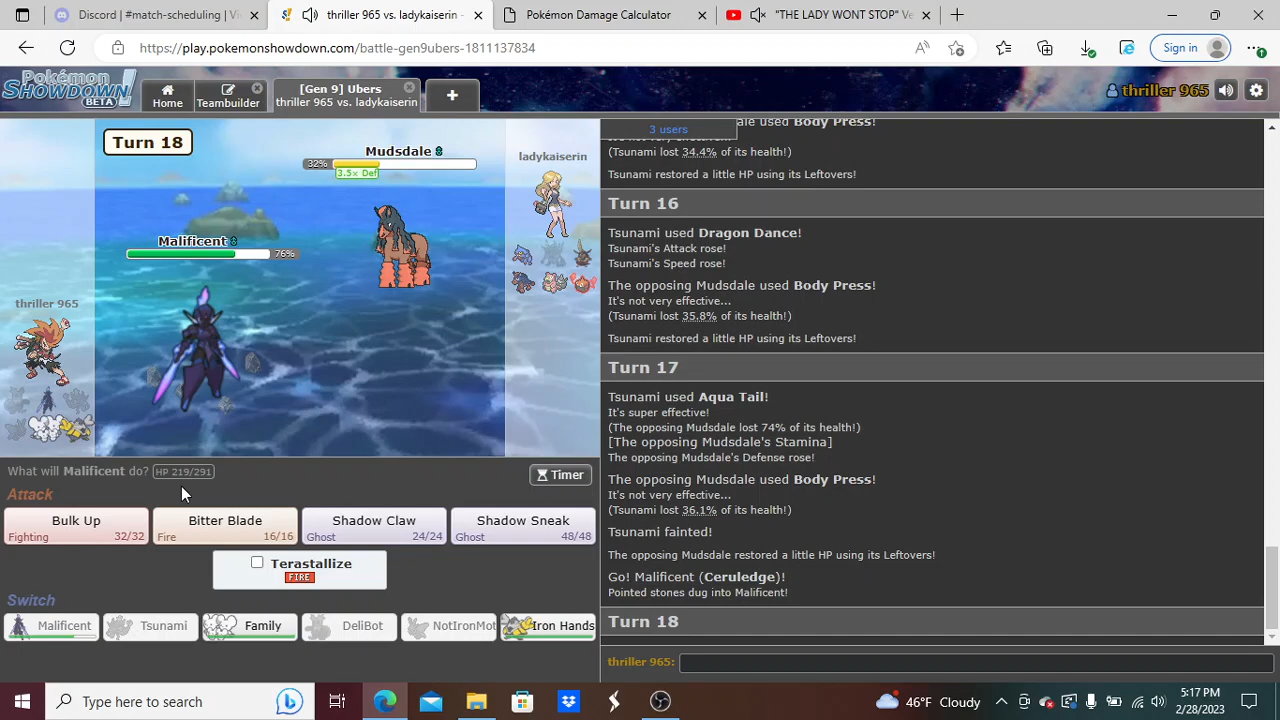 Discord | #match-scheduling | Vi
thriller 965 vs. ladykaiserin -
Pokémon Damage Calculator
"THE LADY WONT STOP" Ve
https://play.pokemonshowdown.com/battle-gen9ubers-1811137834
Sign in
Pokémon
SHOWDOWN!
BETA
Home
Teambuilder
[Gen 9] Ubers
thriller 965 vs. ladykaiserin
thriller 965
Turn 18
Mudsdale
32%
3.5× Def
Malificent
76%
thriller 965
ladykaiserin
3 users
ale used Body Press!
(Tsunami lost 34.4% of its health!)
Tsunami restored a little HP using its Leftovers!
Turn 16
Tsunami used Dragon Dance!
Tsunami's Attack rose!
Tsunami's Speed rose!
The opposing Mudsdale used Body Press!
It's not very effective...
(Tsunami lost 35.8% of its health!)
Tsunami restored a little HP using its Leftovers!
Turn 17
Tsunami used Aqua Tail!
It's super effective!
(The opposing Mudsdale lost 74% of its health!)
[The opposing Mudsdale's Stamina]
The opposing Mudsdale's Defense rose!
The opposing Mudsdale used Body Press!
It's not very effective...
(Tsunami lost 36.1% of its health!)
Tsunami fainted!
The opposing Mudsdale restored a little HP using its Leftovers!
Go! Malificent (Ceruledge)!
Pointed stones dug into Malificent!
Turn 18
thriller 965:
What will Malificent do? HP 219/291
Timer
Attack
Bulk Up
Fighting 32/32
Bitter Blade
Fire 16/16
Shadow Claw
Ghost 24/24
Shadow Sneak
Ghost 48/48
Terastallize
FIRE
Switch
Malificent
Tsunami
Family
DeliBot
NotIronMot
Iron Hands
Type here to search
46°F Cloudy
5:17 PM
2/28/2023